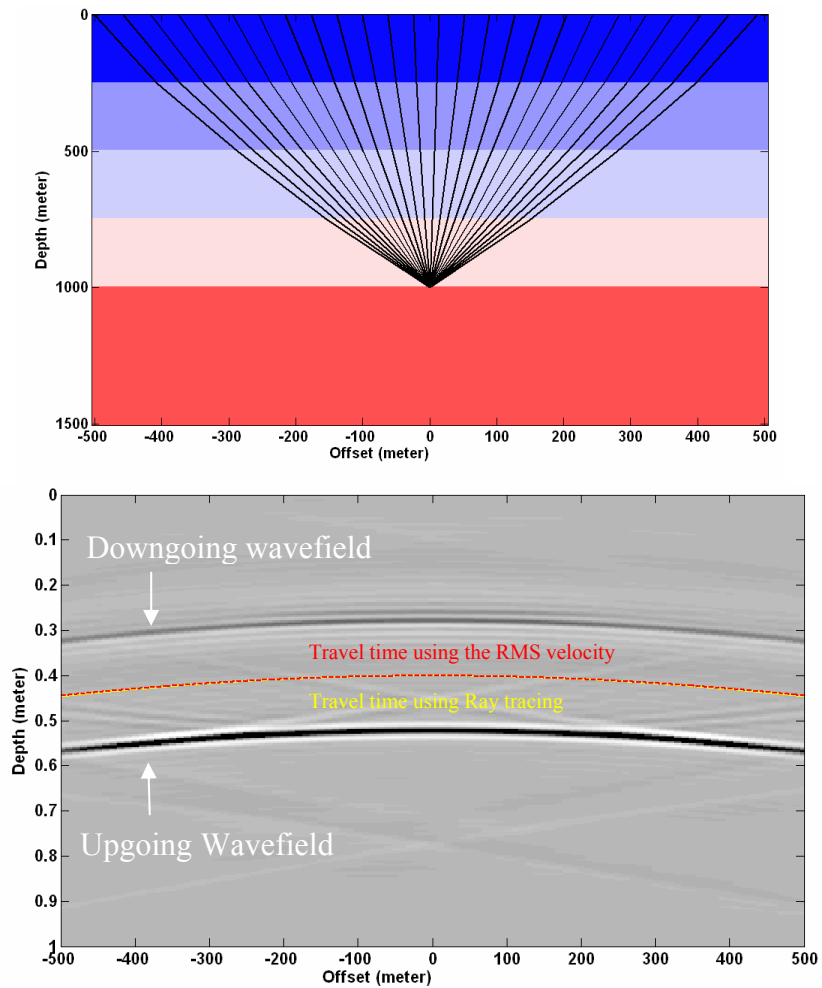 0
500
1000
1500
Depth (meter)
-500 -400 -300 -200 -100 0 100 200 300 400 500
Offset (meter)
0
0.1
0.2
0.3
0.4
0.5
0.6
0.7
0.8
0.9
1
Depth (meter)
Downgoing wavefield
Travel time using the RMS velocity
Travel time using Ray tracing
Upgoing Wavefield
-500 -400 -300 -200 -100 0 100 200 300 400 500
Offset (meter)